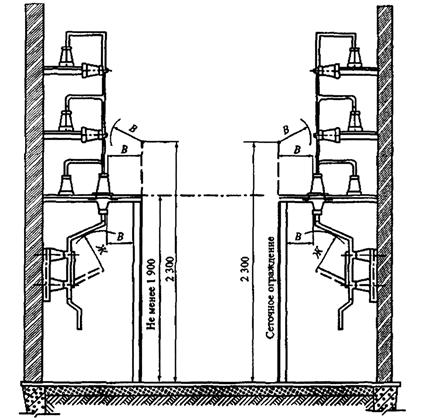 В
В
В
В
В
В
Ж
Ж
Не менее 1 900
2 300
2 300
Сеточное ограждение